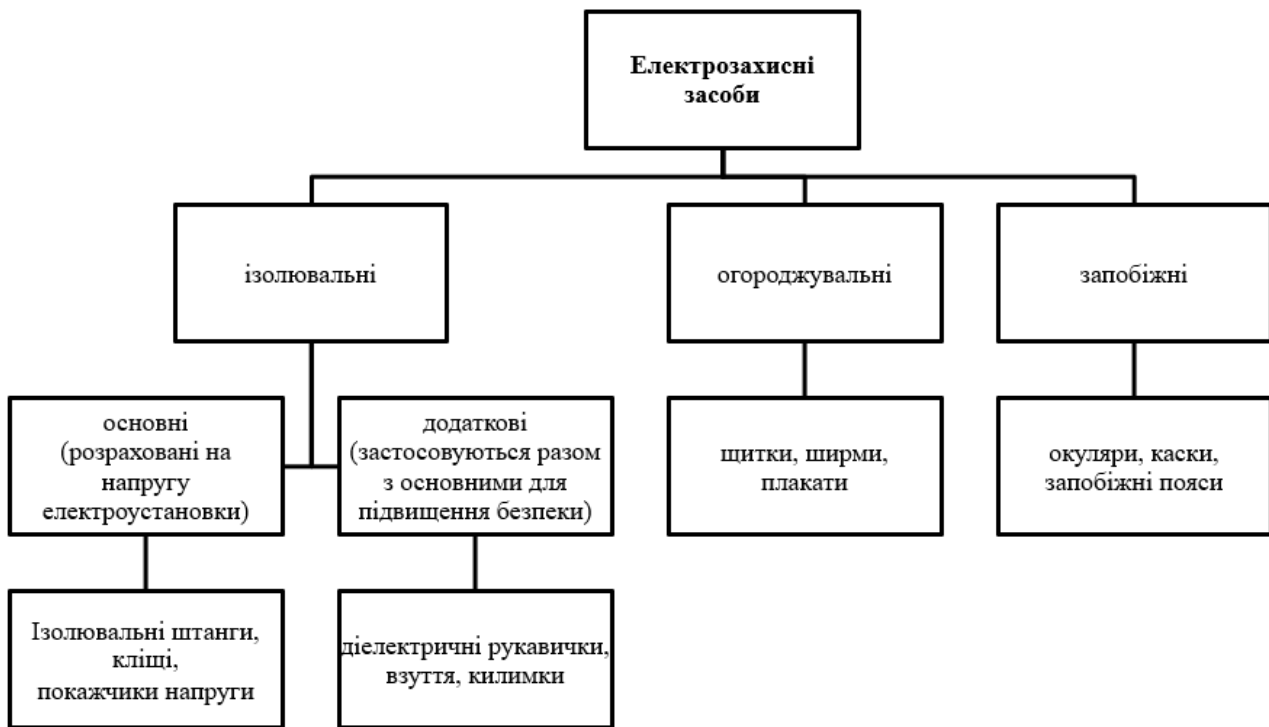 Електрозахисні
засоби
ізолювальні
огороджувальні
запобіжні
основні
(розраховані на
напругу
електроустановки)
додаткові
(застосовуються разом
з основними для
підвищення безпеки)
щитки, ширми,
плакати
окуляри, каски,
запобіжні пояси
Ізолювальні штанги,
кліщі,
покажчики напруги
діелектричні рукавички,
взуття, килимки